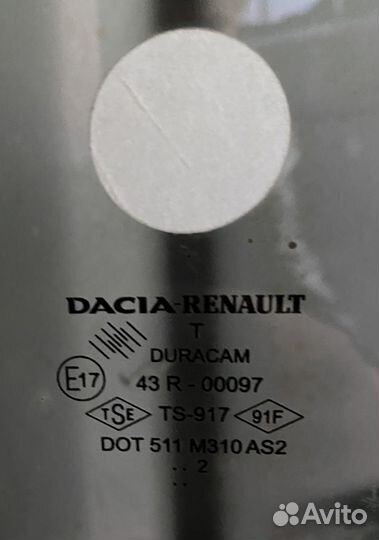 DACIA-RENAULT
T
DURACAM
E17 43 R - 00097
TSE TS-917 91F
DOT 511 M310 AS2
.. 2
..
Avito